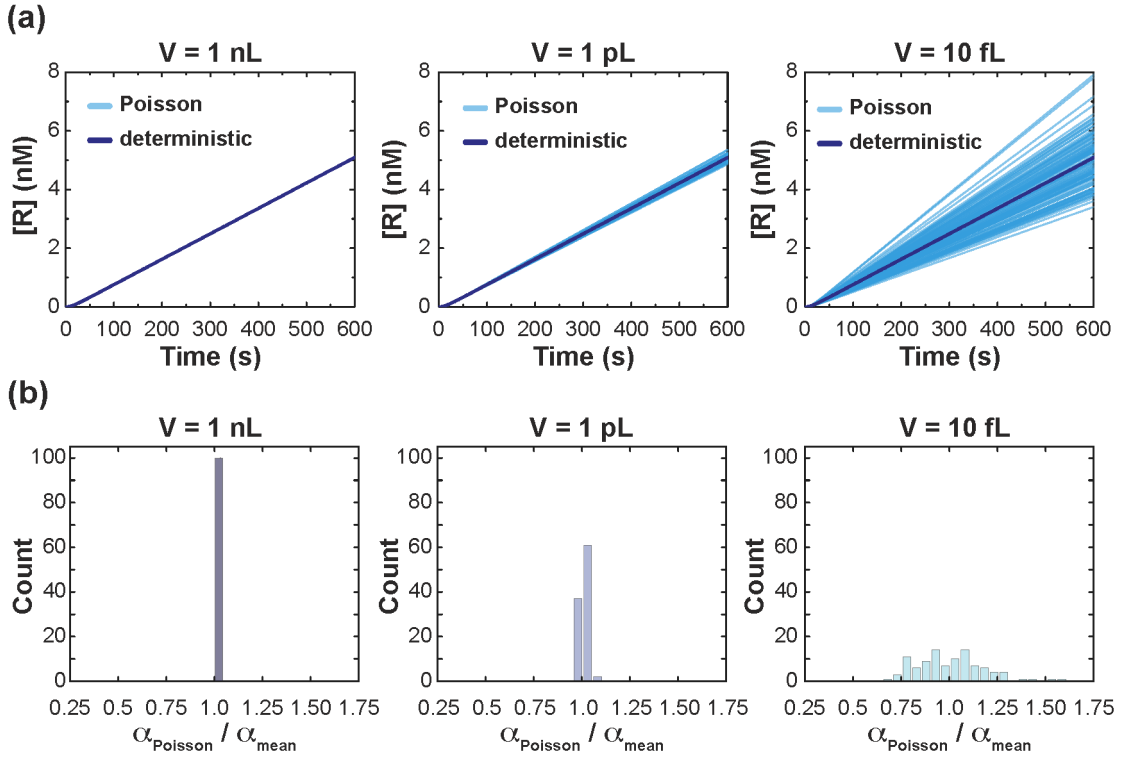 (a)
V = 1 nL
V = 1 pL
V = 10 fL
[R] (nM)
8
6
4
2
0
Poisson
deterministic
0 100 200 300 400 500 600
Time (s)
[R] (nM)
8
6
4
2
0
Poisson
deterministic
0 100 200 300 400 500 600
Time (s)
[R] (nM)
8
6
4
2
0
Poisson
deterministic
0 100 200 300 400 500 600
Time (s)
(b)
V = 1 nL
V = 1 pL
V = 10 fL
Count
100
80
60
40
20
0
0.25 0.5 0.75 1.0 1.25 1.50 1.75
αPoisson / αmean
Count
100
80
60
40
20
0
0.25 0.5 0.75 1.0 1.25 1.50 1.75
αPoisson / αmean
Count
100
80
60
40
20
0
0.25 0.5 0.75 1.0 1.25 1.50 1.75
αPoisson / αmean